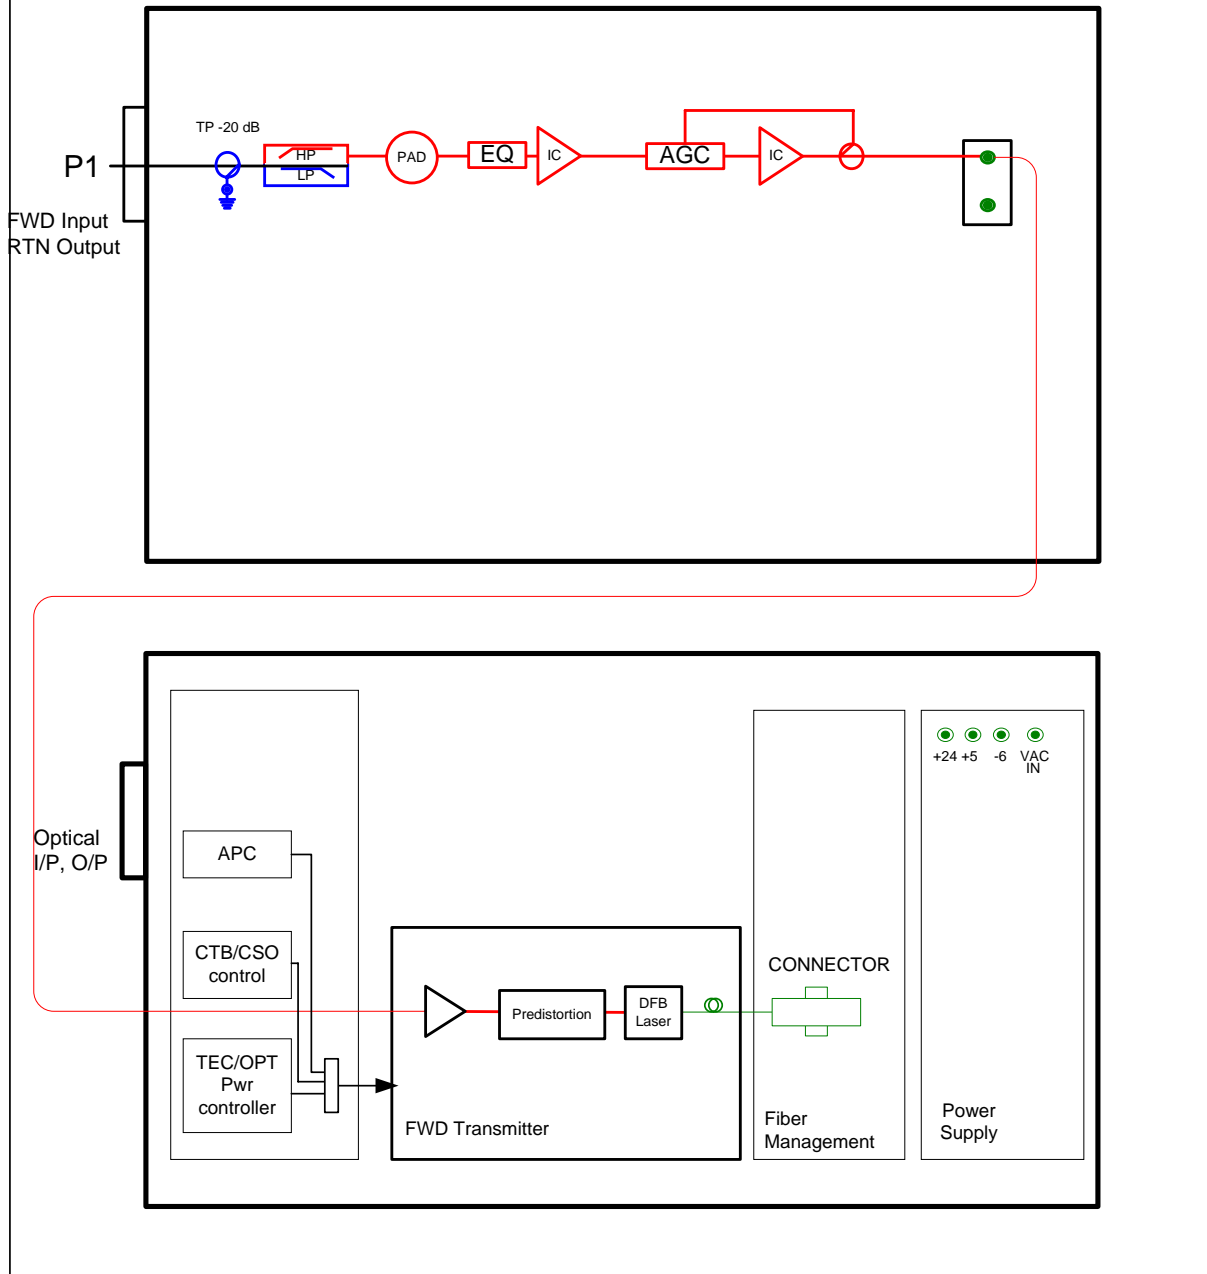 TP -20 dB
HP
LP
PAD
EQ
IC
AGC
IC
P1
FWD Input
RTN Output
+24 +5 -6 VAC
IN
Optical
I/P, O/P
APC
CTB/CSO
control
TEC/OPT
Pwr
controller
Predistortion
DFB
Laser
FWD Transmitter
CONNECTOR
Fiber
Management
Power
Supply